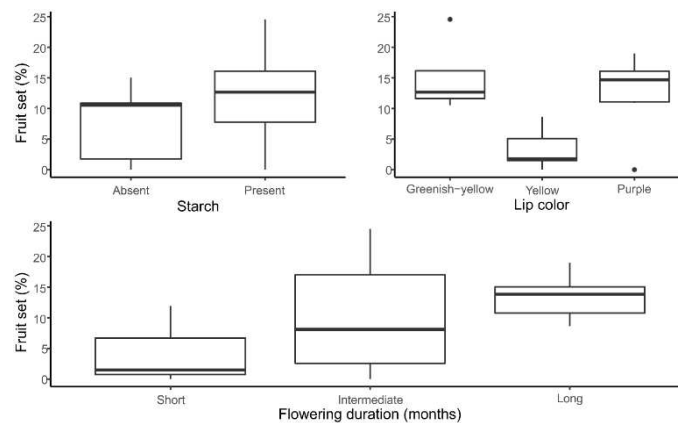 25
20
15
10
5
0
Fruit set (%)
Absent
Present
Starch
25
20
15
10
5
0
Greenish-yellow
Yellow
Purple
Lip color
25
20
15
10
5
0
Fruit set (%)
Short
Intermediate
Long
Flowering duration (months)